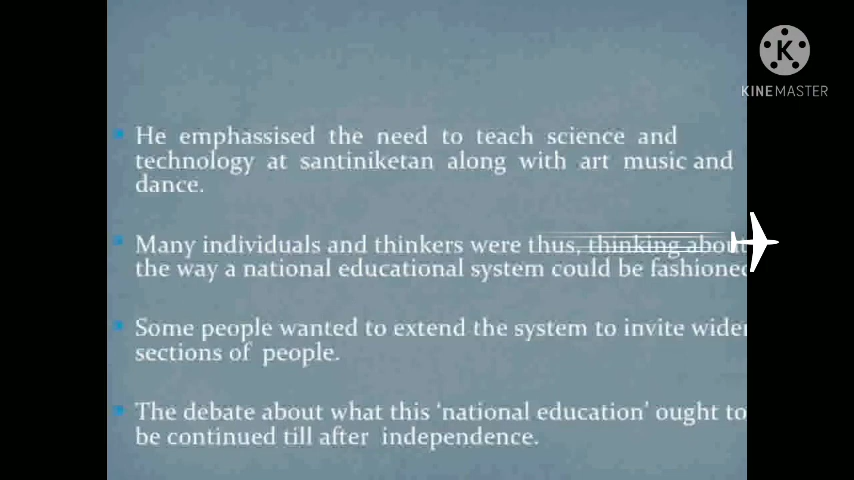 K
KINEMASTER
He emphassised the need to teach science and
technology at santiniketan along with art music and
dance.
Many individuals and thinkers were thus, thinking about
the way a national educational system could be fashioned
Some people wanted to extend the system to invite wider
sections of people.
The debate about what this ‘national education’ ought to
be continued till after independence.